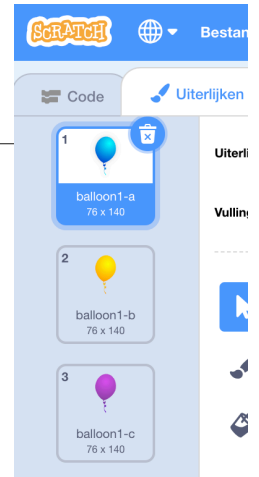 SCRATCH
Bestan
Code
Uiterlijken
1
balloon1-a
76 x 140
2
balloon1-b
76 x 140
3
balloon1-c
76 x 140
Uiterli
Vulling